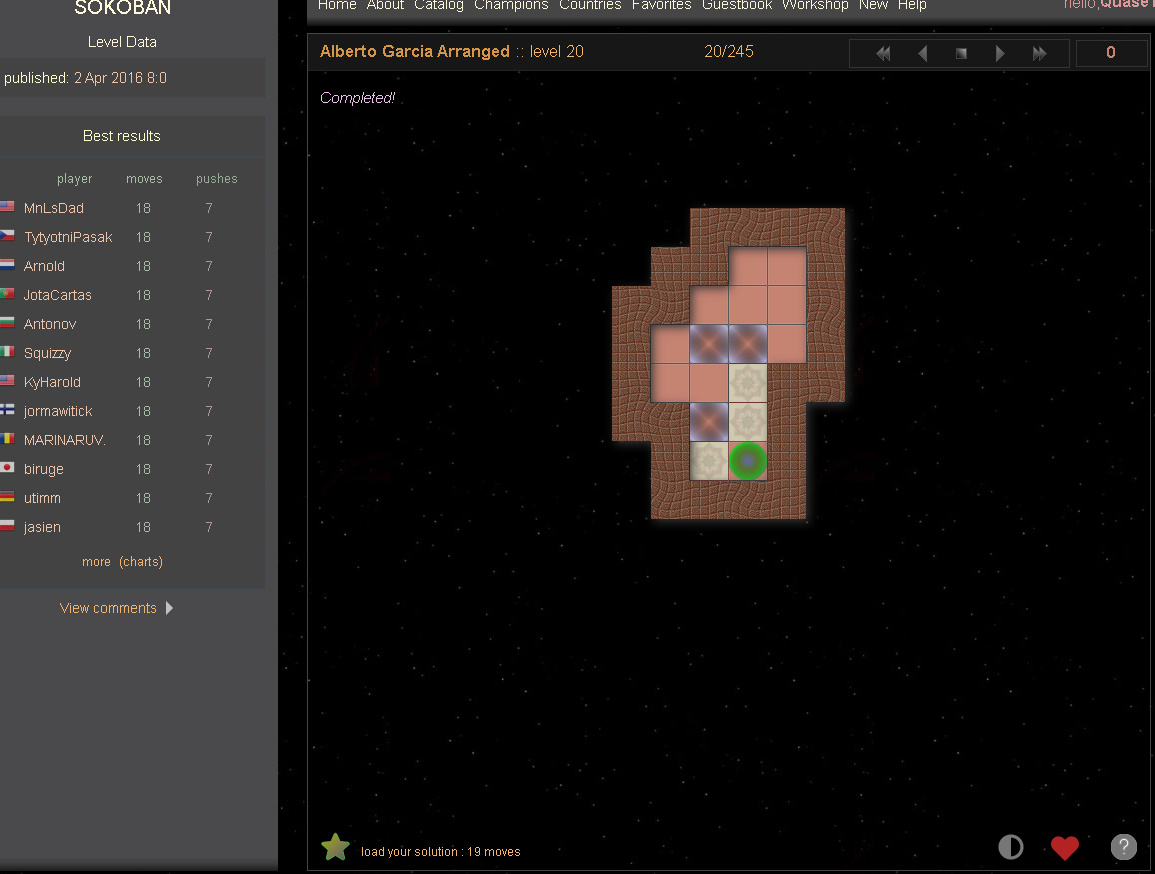 SOKOBAN
Level Data
published: 2 Apr 2016 8:0
Best results
player moves pushes
MnLsDad 18 7
TytyotniPasak 18 7
Arnold 18 7
JotaCartas 18 7
Antonov 18 7
Squizzy 18 7
KyHarold 18 7
jormawitick 18 7
MARINARUV. 18 7
biruge 18 7
utimm 18 7
jasien 18 7
more (charts)
View comments
Home About Catalog Champions Countries Favorites Guestbook Workshop New Help hello,Quase
Alberto Garcia Arranged :: level 20 20/245 0
Completed!
load your solution : 19 moves
?